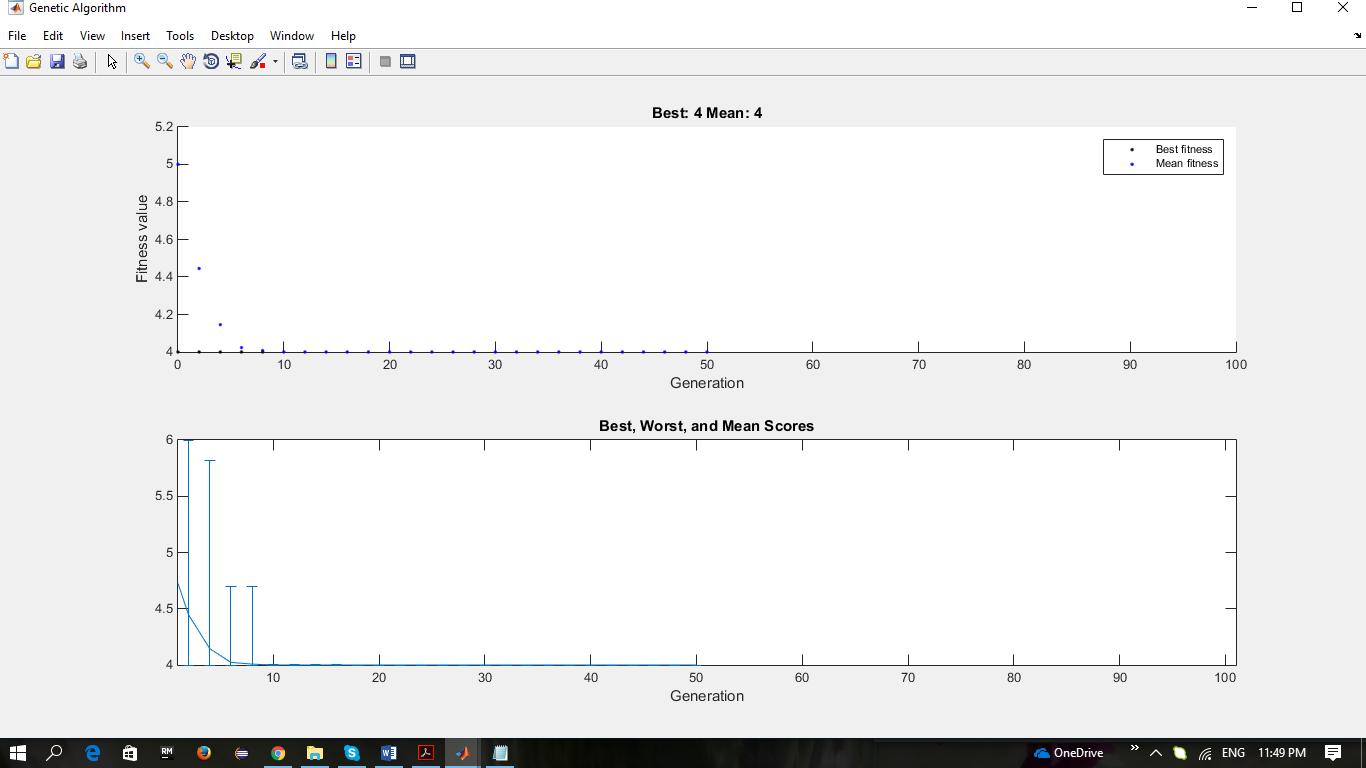 Genetic Algorithm
File Edit View Insert Tools Desktop Window Help
Best: 4 Mean: 4
5.2
5
4.8
4.6
4.4
4.2
4
Fitness value
Best fitness
Mean fitness
0 10 20 30 40 50 60 70 80 90 100
Generation
Best, Worst, and Mean Scores
6
5.5
5
4.5
4
10 20 30 40 50 60 70 80 90 100
Generation
RM
OneDrive ENG 11:49 PM